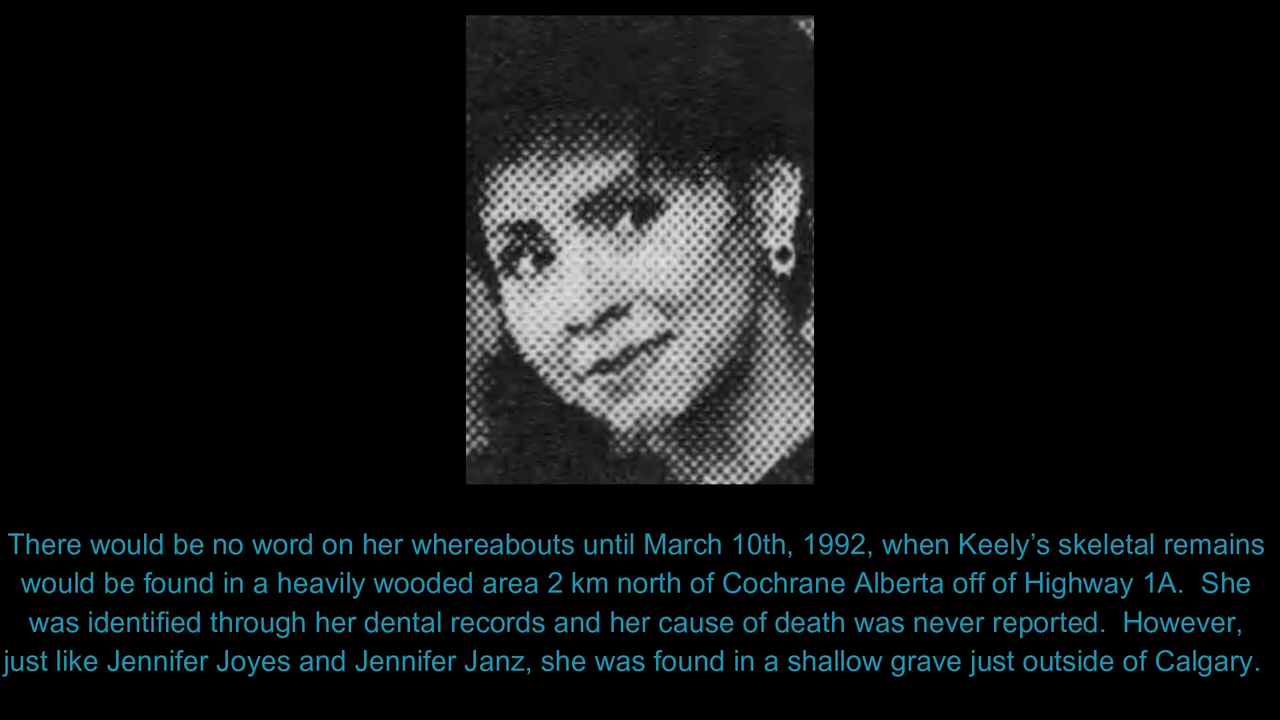 There would be no word on her whereabouts until March 10th, 1992, when Keely’s skeletal remains
would be found in a heavily wooded area 2 km north of Cochrane Alberta off of Highway 1A.  She
was identified through her dental records and her cause of death was never reported.  However,
just like Jennifer Joyes and Jennifer Janz, she was found in a shallow grave just outside of Calgary.